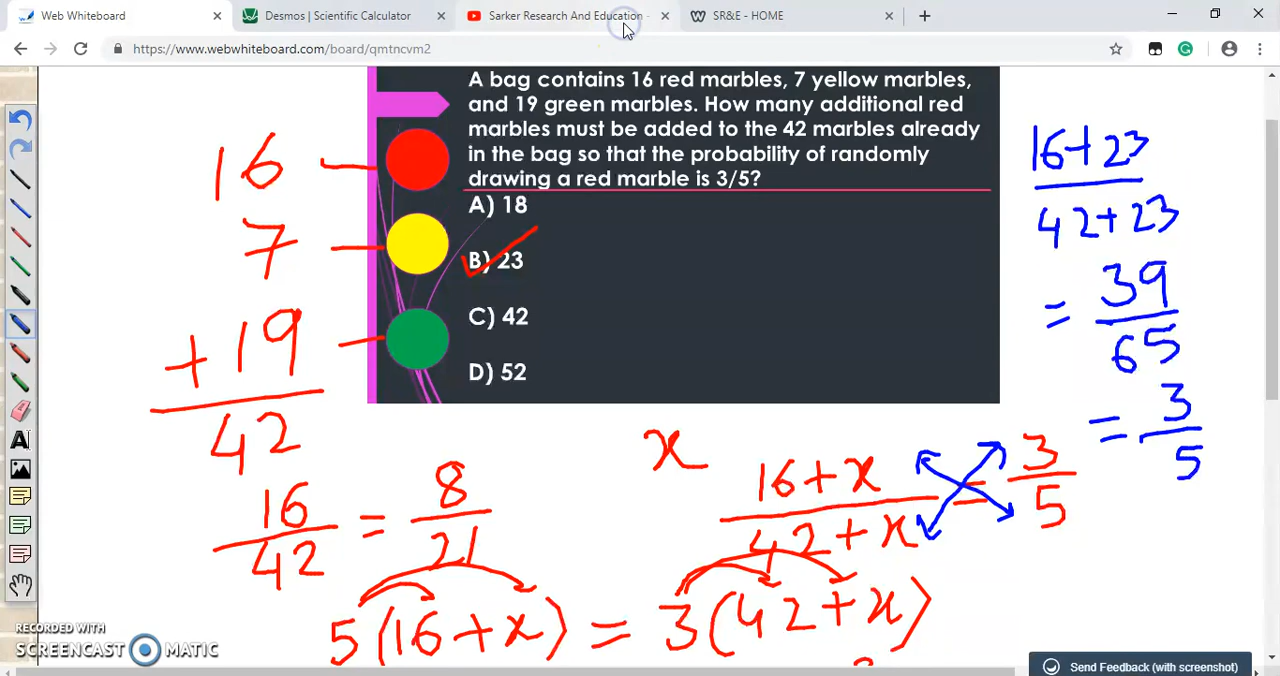 Web Whiteboard
Desmos | Scientific Calculator
Sarker Research And Education -
SR&E - HOME
https://www.webwhiteboard.com/board/qmtncvm2
A bag contains 16 red marbles, 7 yellow marbles,
and 19 green marbles. How many additional red
marbles must be added to the 42 marbles already
in the bag so that the probability of randomly
drawing a red marble is 3/5?
A) 18
B) 23
C) 42
D) 52
16
7
+ 19
42
16/42 = 8/21
x
(16+x)/(42+x) = 3/5
5(16+x) = 3(42+x)
(16+23)/(42+23)
= 39/65
= 3/5
A
RECORDED WITH
SCREENCAST MATIC
Send Feedback (with screenshot)